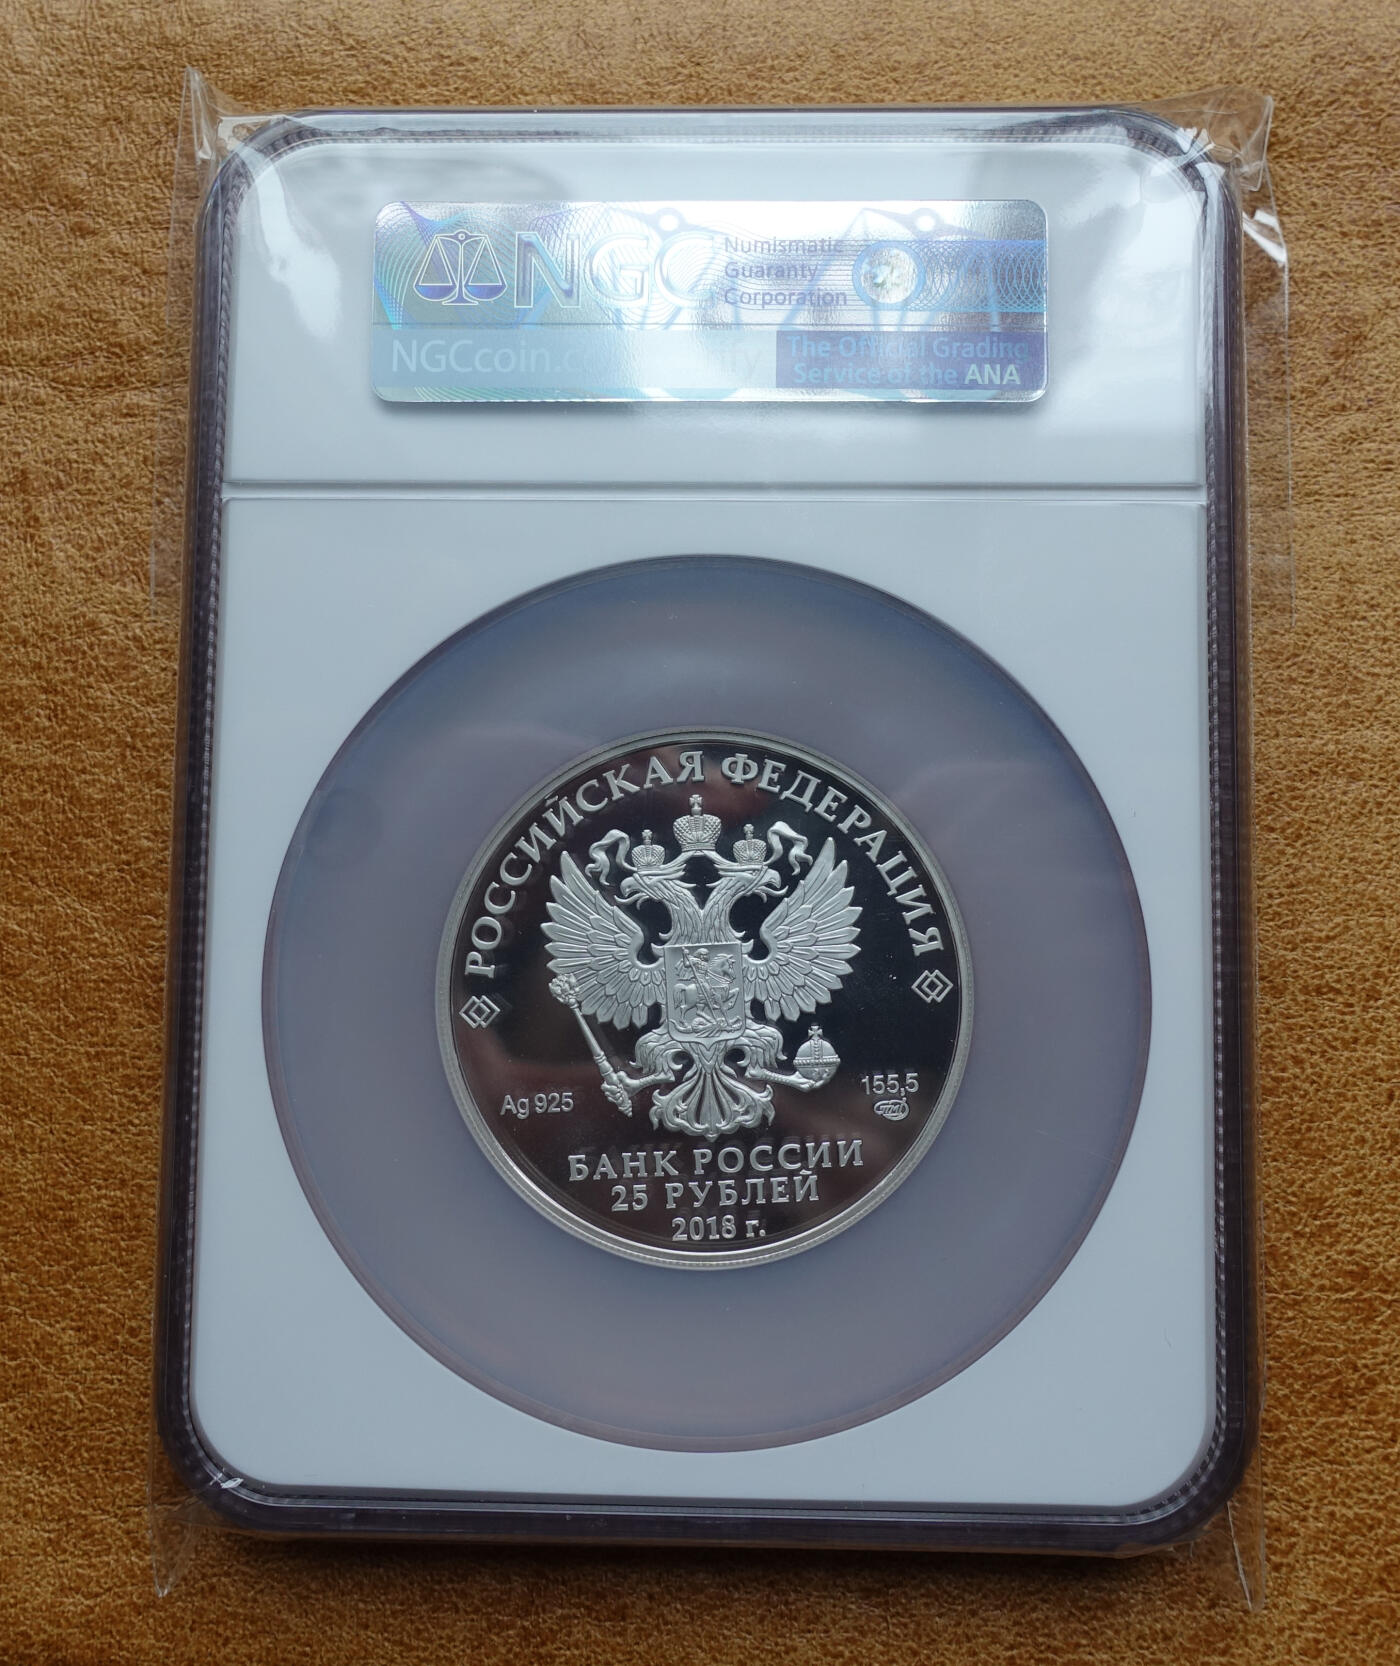 NGC
Numismatic
Guaranty
Corporation
NGCcoin.c
The Official Grading
Service of the ANA
РОССИЙСКАЯ ФЕДЕРАЦИЯ
Ag 925
155,5
БАНК РОССИИ
25 РУБЛЕЙ
2018 г.